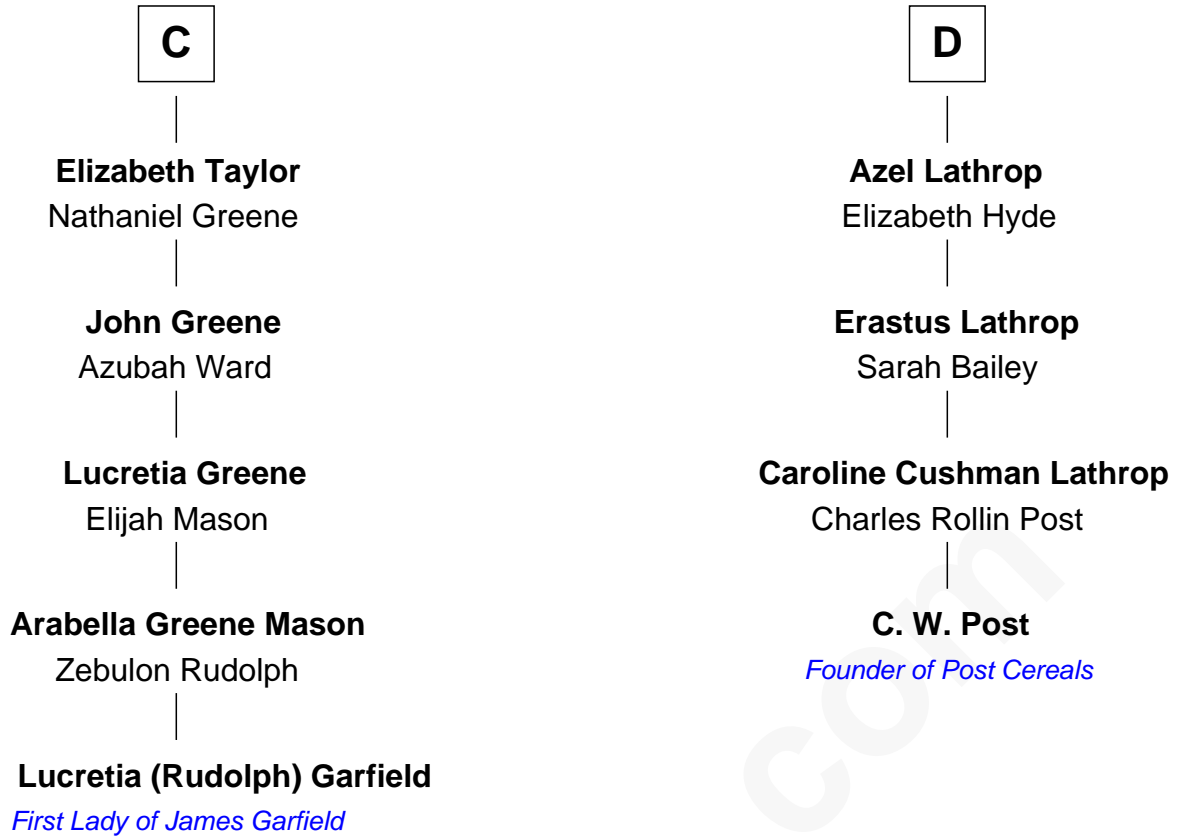 C
Elizabeth Taylor
Nathaniel Greene
John Greene
Azubah Ward
Lucretia Greene
Elijah Mason
Arabella Greene Mason
Zebulon Rudolph
Lucretia (Rudolph) Garfield
First Lady of James Garfield
D
Azel Lathrop
Elizabeth Hyde
Erastus Lathrop
Sarah Bailey
Caroline Cushman Lathrop
Charles Rollin Post
C. W. Post
Founder of Post Cereals
com